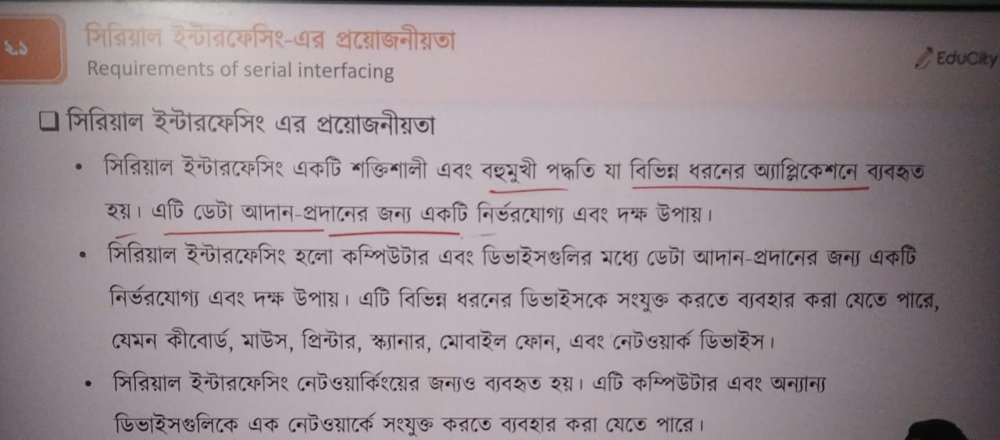 ২.১
সিরিয়াল ইন্টারফেসিং-এর প্রয়োজনীয়তা
Requirements of serial interfacing
EduCity
❑ সিরিয়াল ইন্টারফেসিং এর প্রয়োজনীয়তা
• সিরিয়াল ইন্টারফেসিং একটি শক্তিশালী এবং বহুমুখী পদ্ধতি যা বিভিন্ন ধরনের অ্যাপ্লিকেশনে ব্যবহৃত
হয়। এটি ডেটা আদান-প্রদানের জন্য একটি নির্ভরযোগ্য এবং দক্ষ উপায়।
• সিরিয়াল ইন্টারফেসিং হলো কম্পিউটার এবং ডিভাইসগুলির মধ্যে ডেটা আদান-প্রদানের জন্য একটি
নির্ভরযোগ্য এবং দক্ষ উপায়। এটি বিভিন্ন ধরনের ডিভাইসকে সংযুক্ত করতে ব্যবহার করা যেতে পারে,
যেমন কীবোর্ড, মাউস, প্রিন্টার, স্ক্যানার, মোবাইল ফোন, এবং নেটওয়ার্ক ডিভাইস।
• সিরিয়াল ইন্টারফেসিং নেটওয়ার্কিংয়ের জন্যও ব্যবহৃত হয়। এটি কম্পিউটার এবং অন্যান্য
ডিভাইসগুলিকে এক নেটওয়ার্কে সংযুক্ত করতে ব্যবহার করা যেতে পারে।